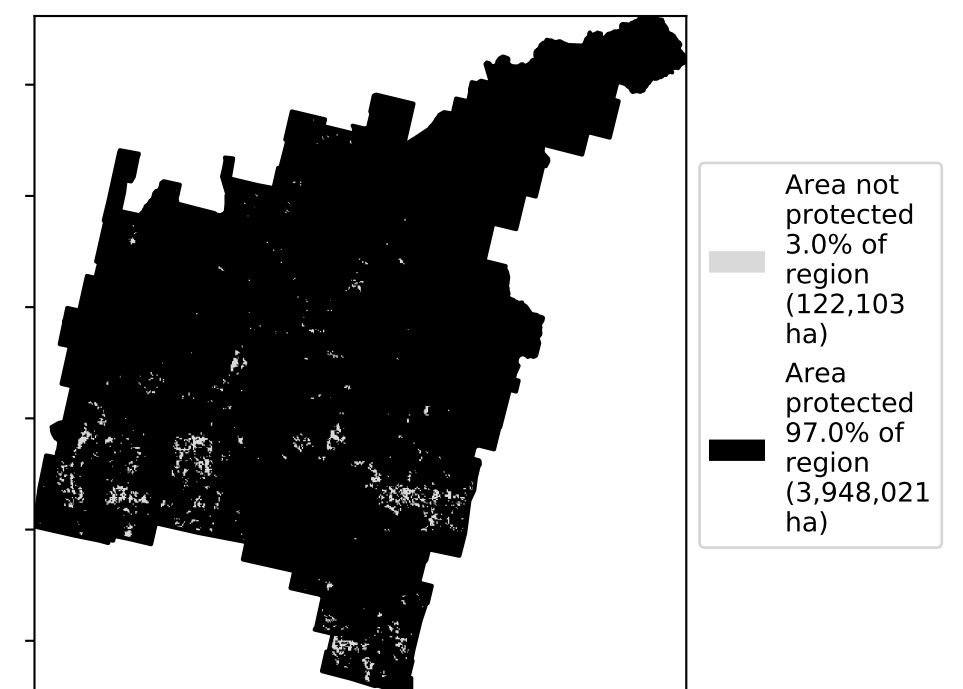 Area not
protected
3.0% of
region
(122,103
ha)
Area
protected
97.0% of
region
(3,948,021
ha)